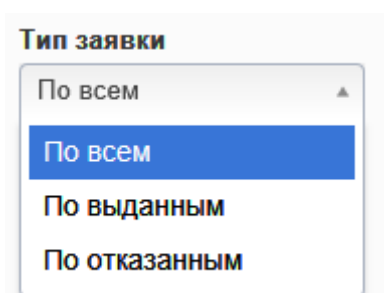 Тип заявки
По всем
По всем
По выданным
По отказанным